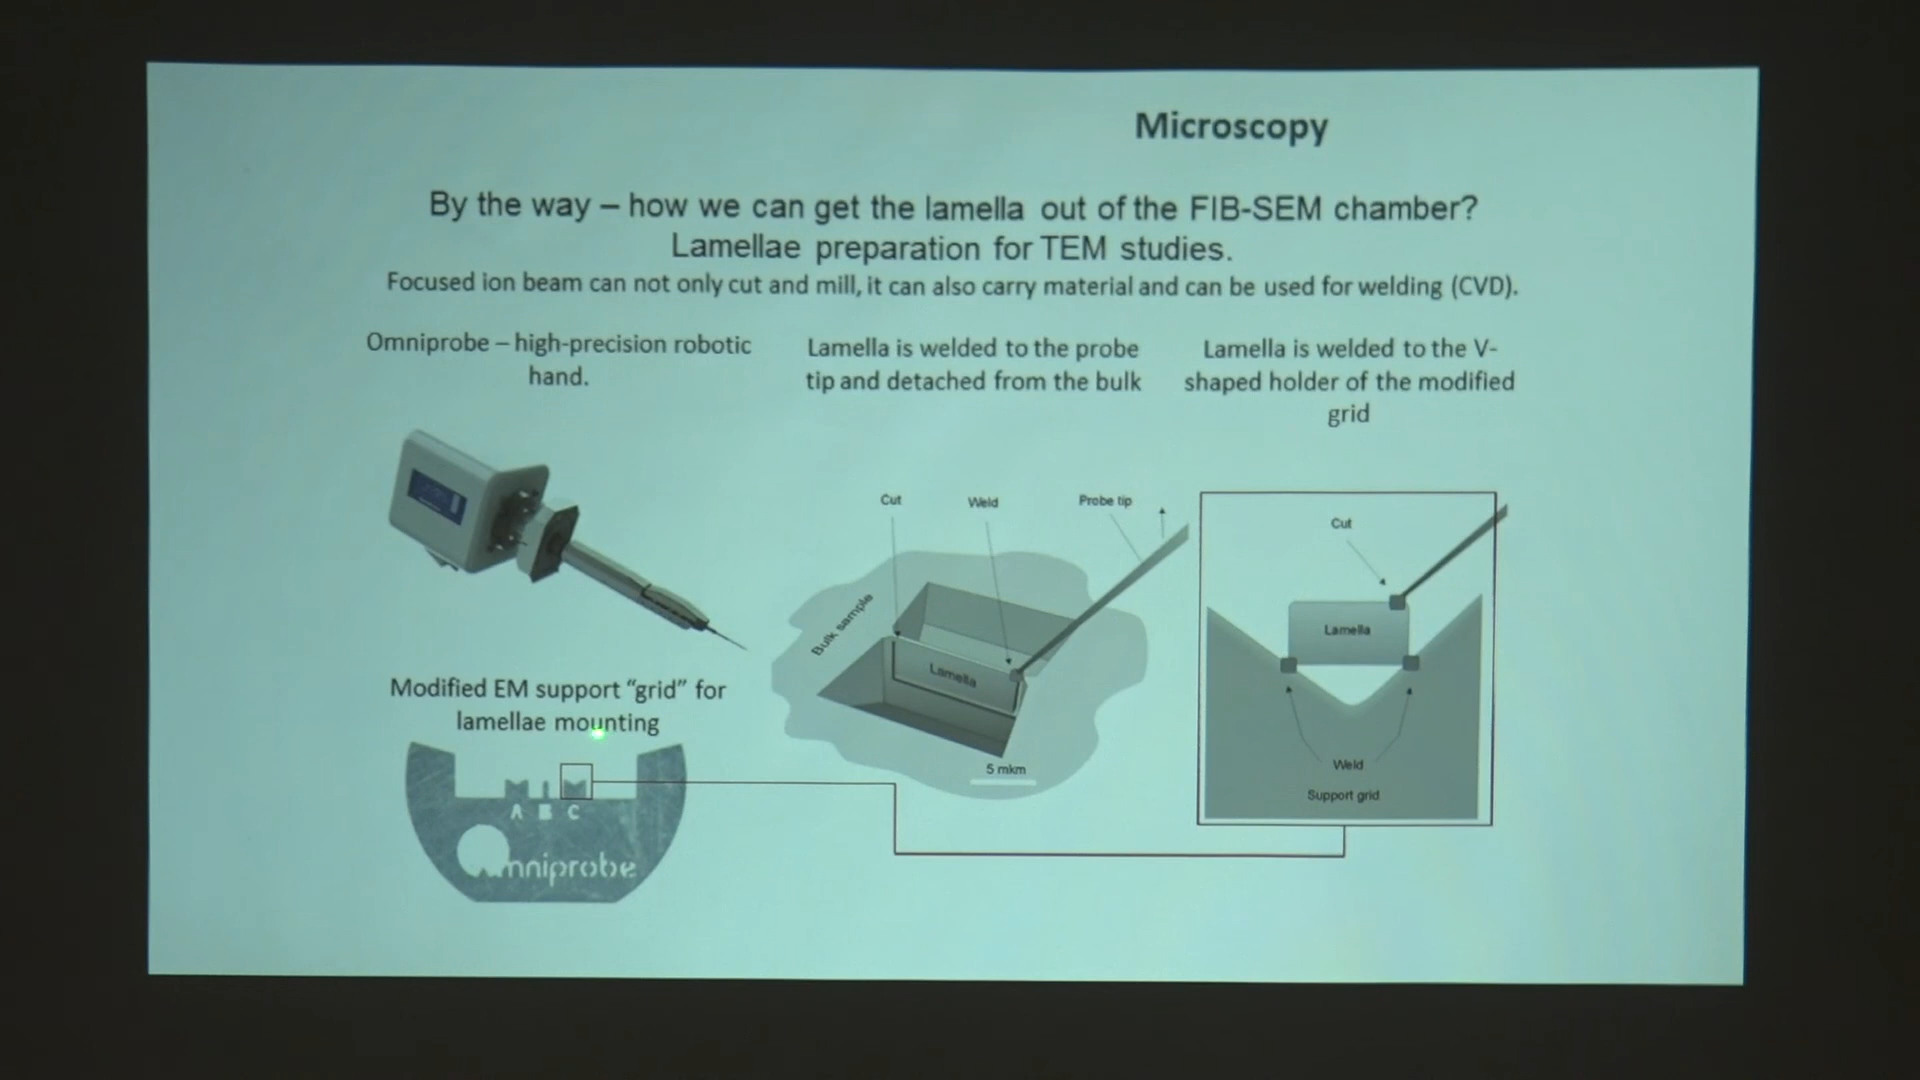 Microscopy
By the way – how we can get the lamella out of the FIB-SEM chamber?
Lamellae preparation for TEM studies.
Focused ion beam can not only cut and mill, it can also carry material and can be used for welding (CVD).
Omniprobe – high-precision robotic
hand.
Lamella is welded to the probe
tip and detached from the bulk
Lamella is welded to the V-
shaped holder of the modified
grid
Cut
Weld
Probe tip
Bulk sample
Lamella
5 mkm
Cut
Lamella
Weld
Support grid
Modified EM support “grid” for
lamellae mounting
A B C
mniprobe